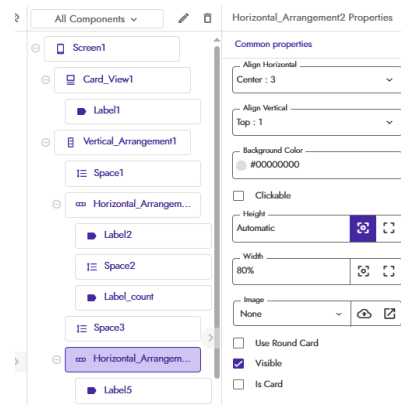 All Components
Screen1
Card_View1
Label1
Vertical_Arrangement1
Space1
Horizontal_Arrangem...
Label2
Space2
Label_count
Space3
Horizontal_Arrangem...
Label5
Horizontal_Arrangement2 Properties
Common properties
Align Horizontal
Center : 3
Align Vertical
Top : 1
Background Color
#00000000
Clickable
Height
Automatic
Width
80%
Image
None
Use Round Card
Visible
Is Card